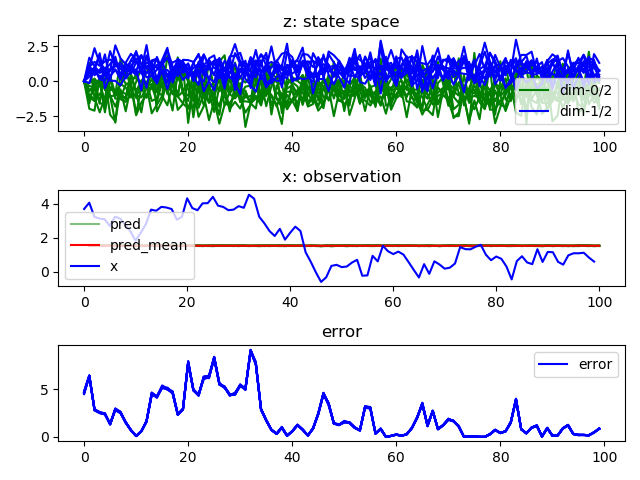 z: state space
2.5
0.0
−2.5
dim-0/2
dim-1/2
0 20 40 60 80 100
x: observation
4
2
0
pred
pred_mean
x
0 20 40 60 80 100
error
5
0
error
0 20 40 60 80 100